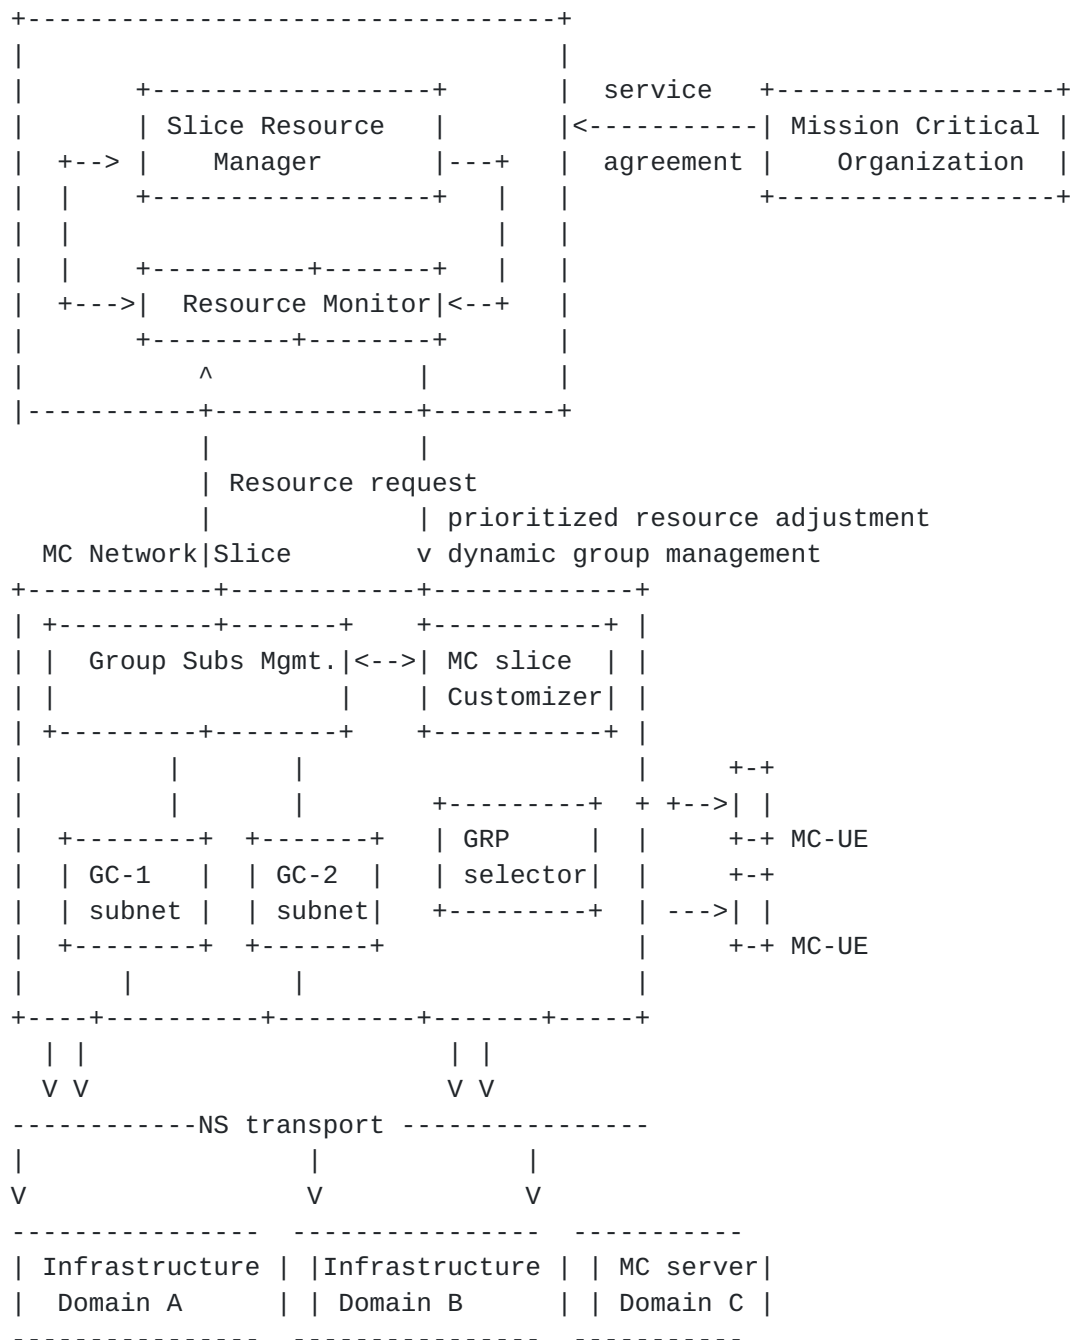 service
Slice Resource Mission Critical
Manager agreement Organization
Resource Monitor
Resource request
prioritized resource adjustment
MC Network Slice dynamic group management
Group Subs Mgmt. MC slice
Customizer
GRP
MC-UE
GC-1 GC-2 selector
subnet subnet
MC-UE
NS transport
Infrastructure Infrastructure MC server
Domain A Domain B Domain C